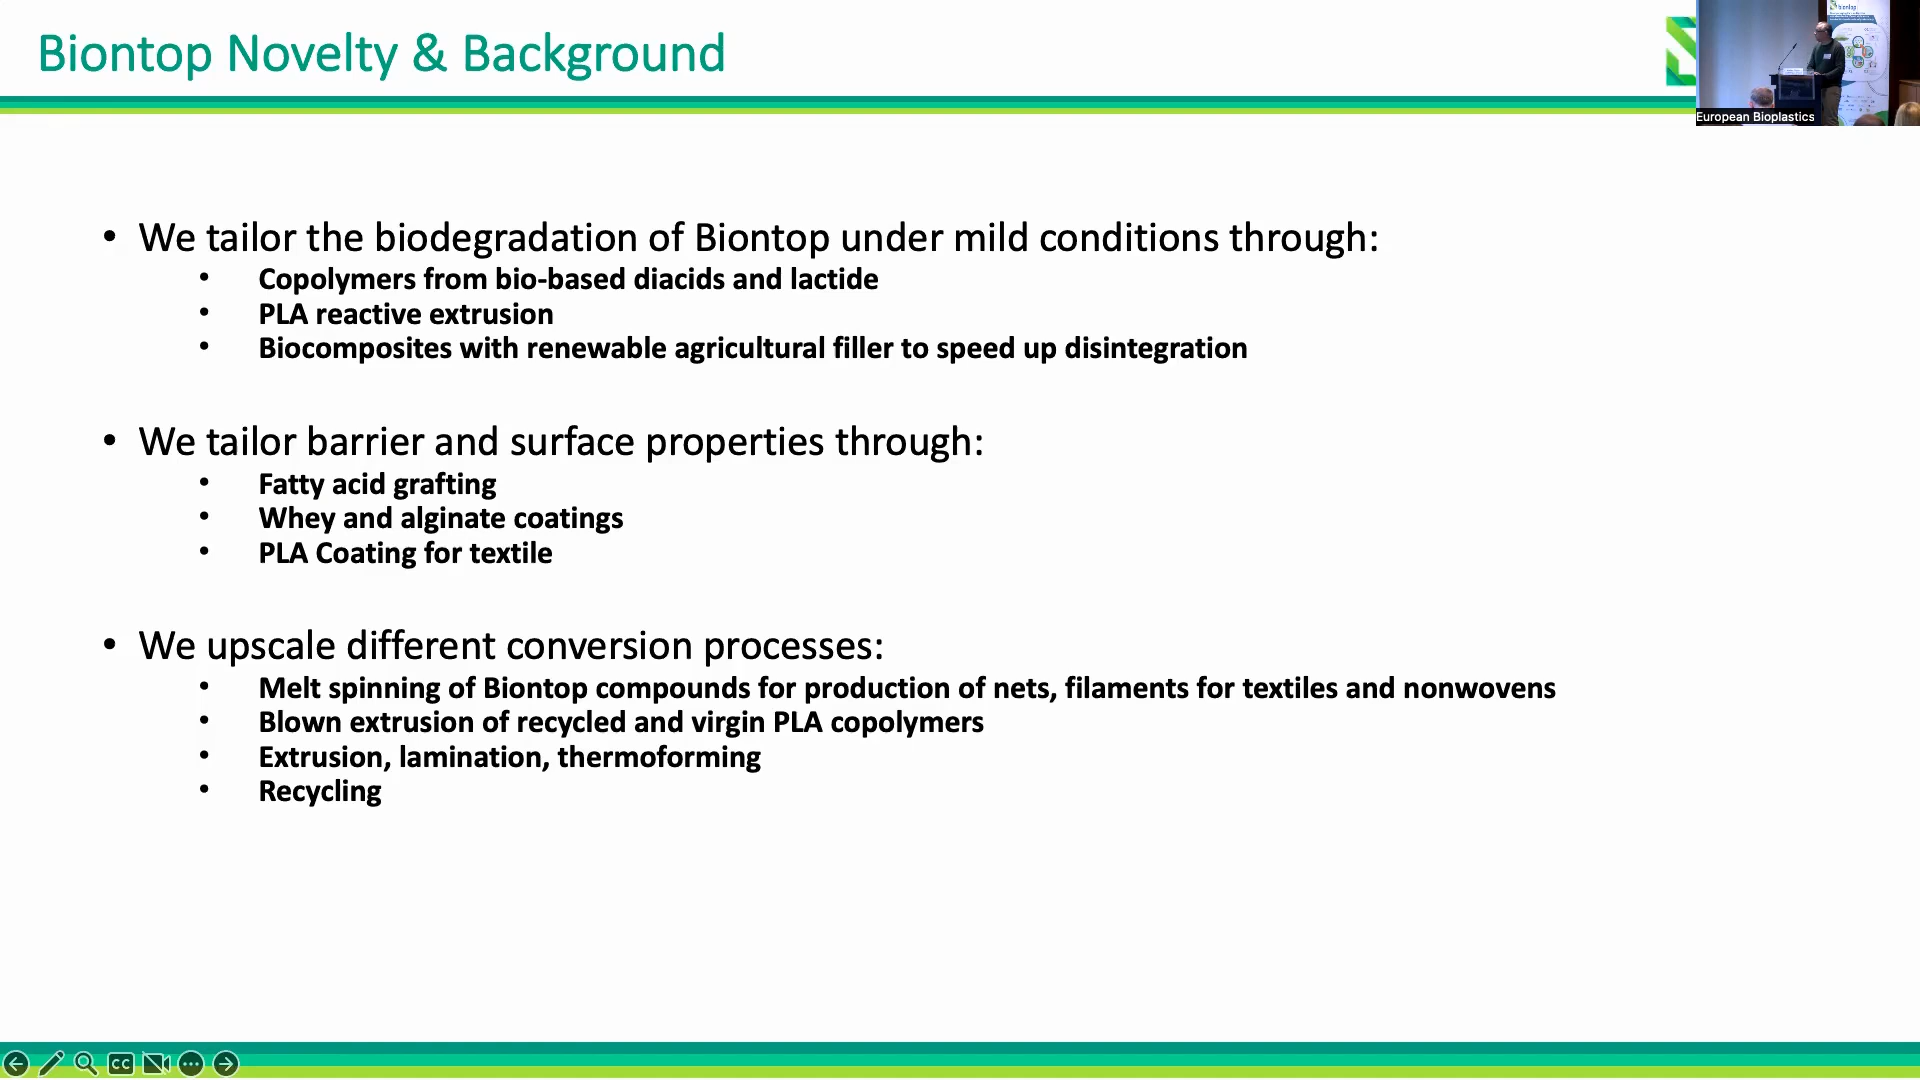 Biontop Novelty & Background
biontop
European Bioplastics
• We tailor the biodegradation of Biontop under mild conditions through:
• Copolymers from bio-based diacids and lactide
• PLA reactive extrusion
• Biocomposites with renewable agricultural filler to speed up disintegration
• We tailor barrier and surface properties through:
• Fatty acid grafting
• Whey and alginate coatings
• PLA Coating for textile
• We upscale different conversion processes:
• Melt spinning of Biontop compounds for production of nets, filaments for textiles and nonwovens
• Blown extrusion of recycled and virgin PLA copolymers
• Extrusion, lamination, thermoforming
• Recycling
CC